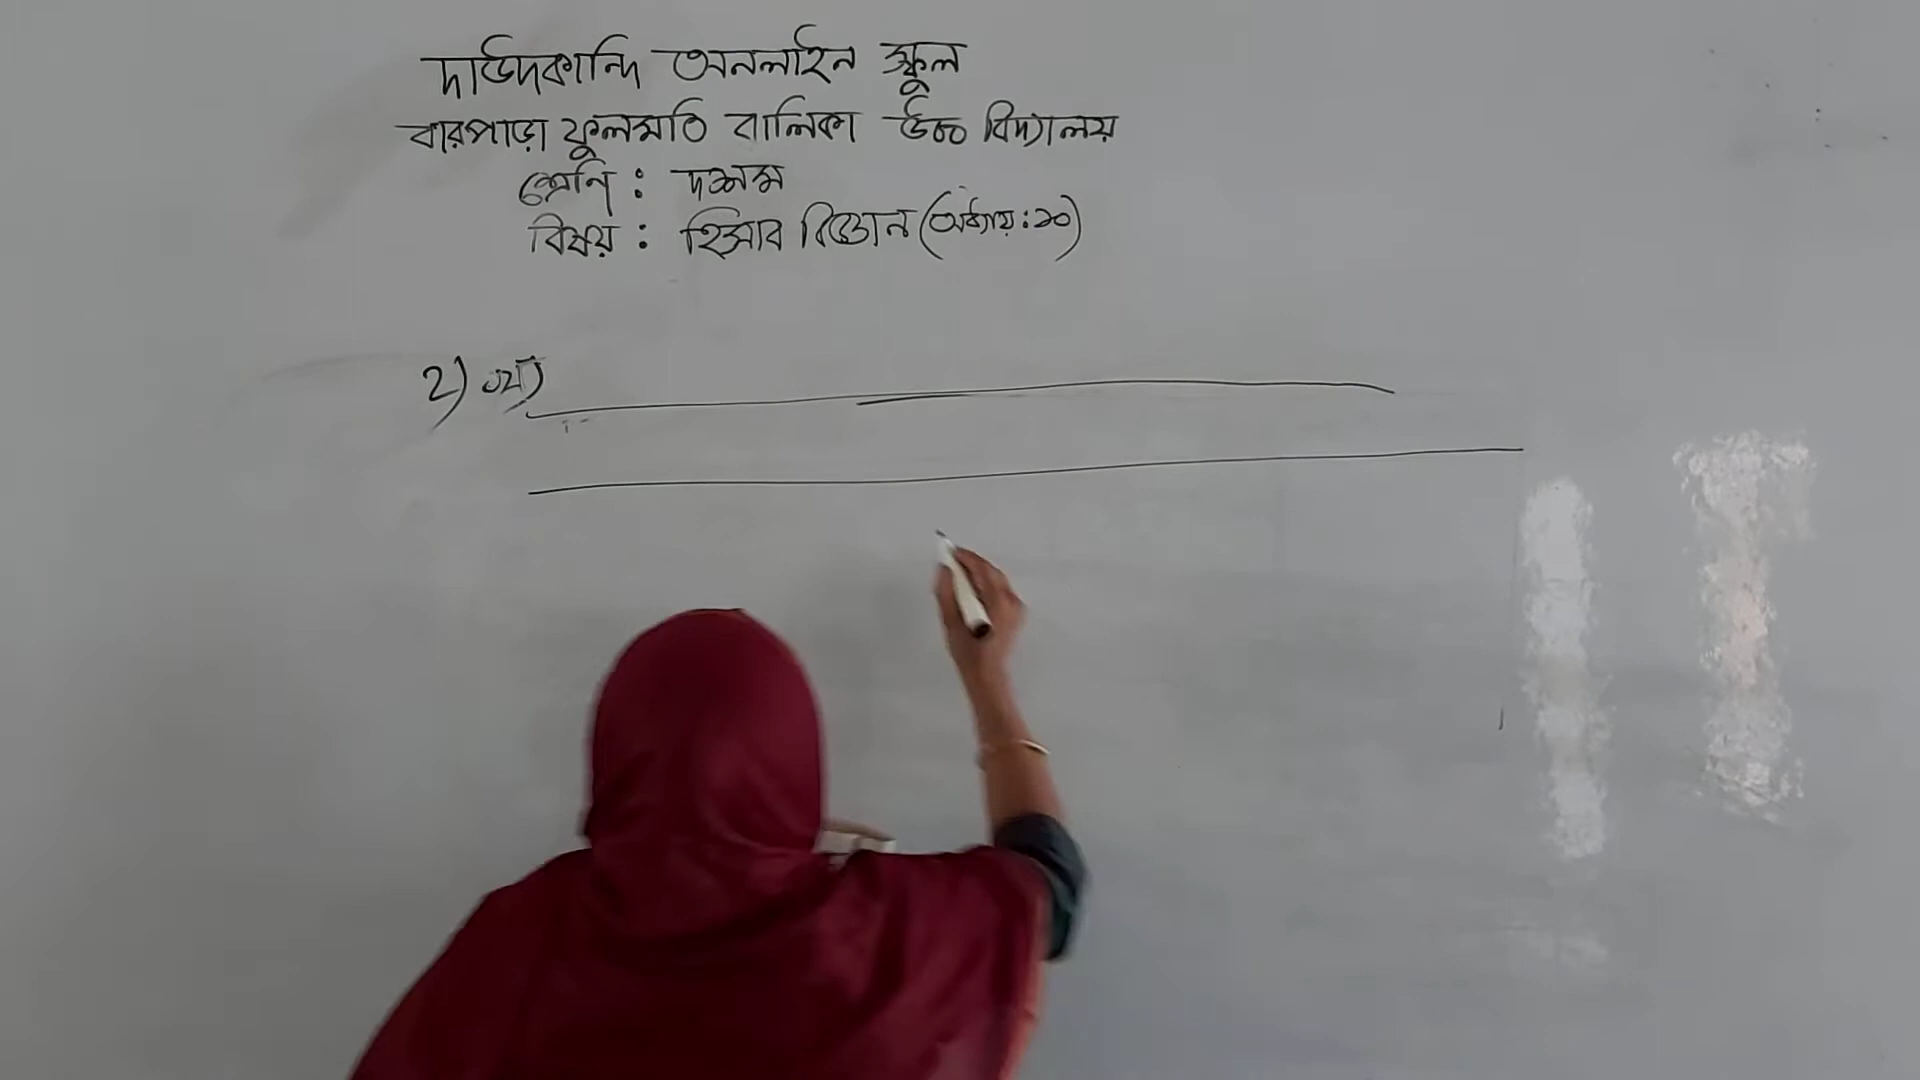 দাউদকান্দি অনলাইন স্কুল
বারপাড়া ফুলমতি বালিকা উচ্চ বিদ্যালয়
শ্রেণি : দশম
বিষয় : হিসাব বিজ্ঞান (অধ্যায় : ১০)
২)